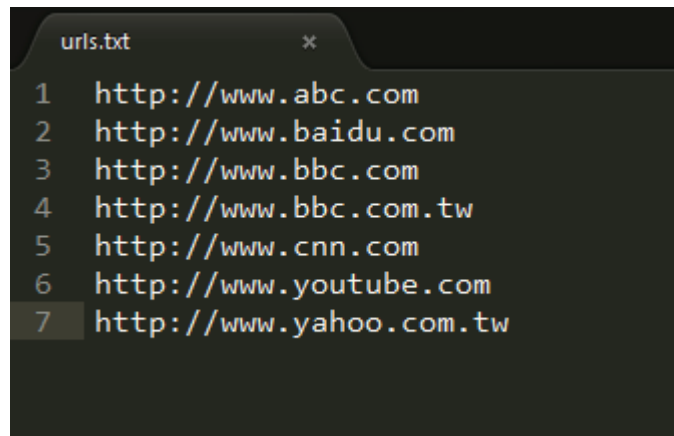 urls.txt ×
1 http://www.abc.com
2 http://www.baidu.com
3 http://www.bbc.com
4 http://www.bbc.com.tw
5 http://www.cnn.com
6 http://www.youtube.com
7 http://www.yahoo.com.tw